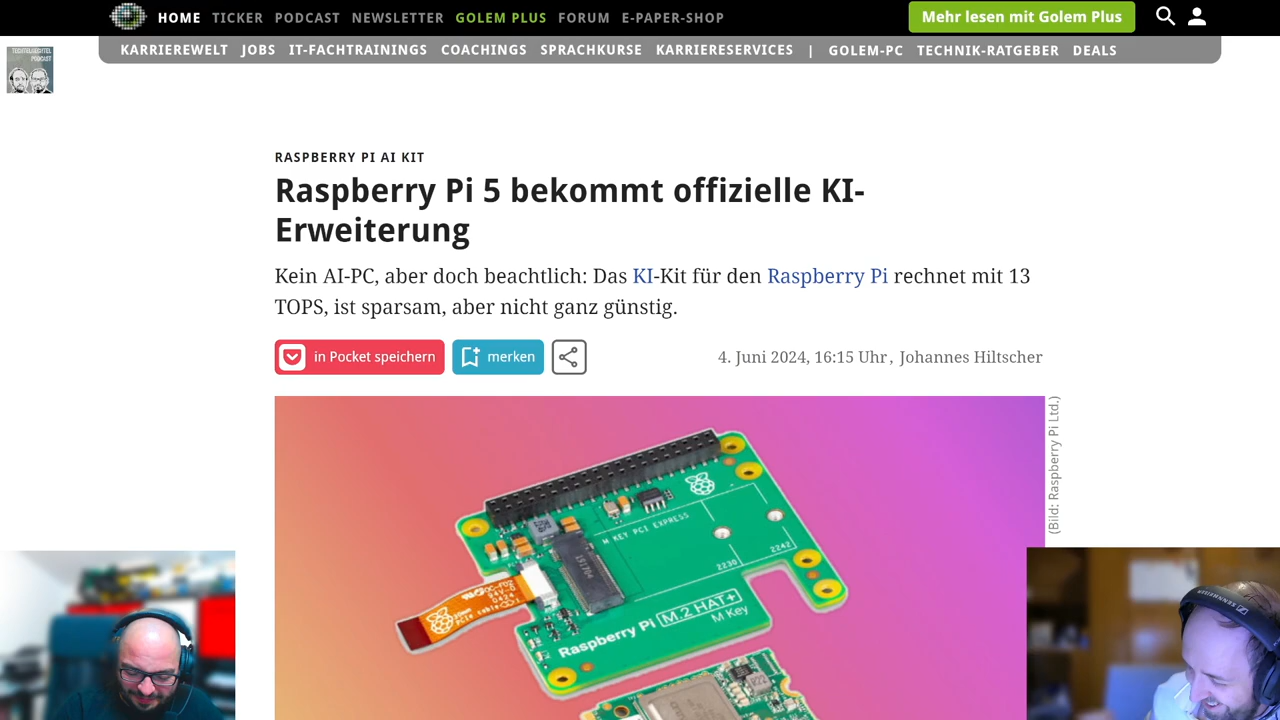 HOME TICKER PODCAST NEWSLETTER GOLEM PLUS FORUM E-PAPER-SHOP Mehr lesen mit Golem Plus
KARRIEREWELT JOBS IT-FACHTRAININGS COACHINGS SPRACHKURSE KARRIERESERVICES | GOLEM-PC TECHNIK-RATGEBER DEALS
TECHTELMECHTEL
PODCAST
RASPBERRY PI AI KIT
Raspberry Pi 5 bekommt offizielle KI-
Erweiterung
Kein AI-PC, aber doch beachtlich: Das KI-Kit für den Raspberry Pi rechnet mit 13
TOPS, ist sparsam, aber nicht ganz günstig.
in Pocket speichern merken
4. Juni 2024, 16:15 Uhr, Johannes Hiltscher
(Bild: Raspberry Pi Ltd.)
M KEY PCI EXPRESS
2230 2242
Raspberry Pi M.2 HAT+
M Key
SENNHEISER